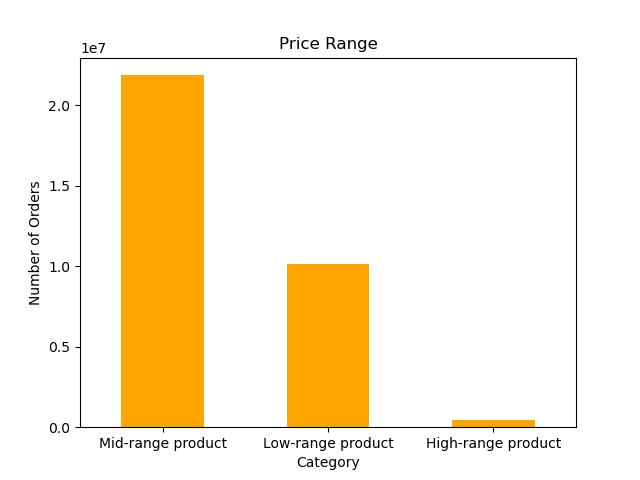 Price Range
1e7
2.0
1.5
1.0
0.5
0.0
Number of Orders
Mid-range product
Low-range product
High-range product
Category